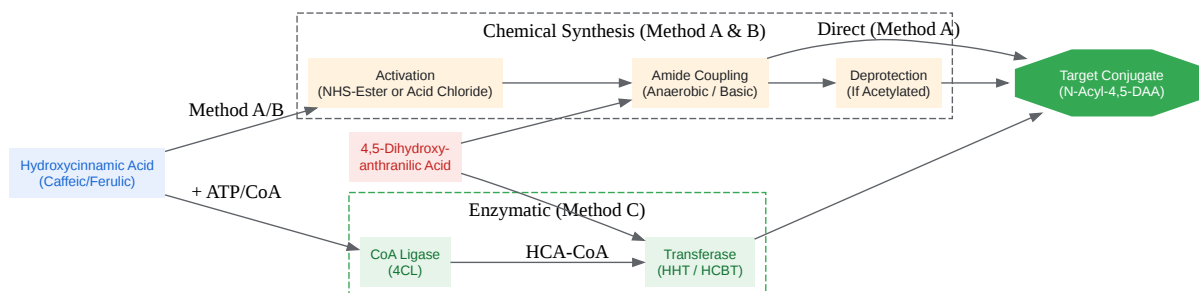 Chemical Synthesis (Method A & B)
Direct (Method A)
Activation
(NHS-Ester or Acid Chloride)
Amide Coupling
(Anaerobic / Basic)
Deprotection
(If Acetylated)
Target Conjugate
(N-Acyl-4,5-DAA)
Method A/B
4,5-Dihydroxy-
anthranilic Acid
Hydroxycinnamic Acid
(Caffeic/Ferulic)
+ ATP/CoA
Enzymatic (Method C)
CoA Ligase
(4CL)
HCA-CoA
Transferase
(HHT / HCBT)